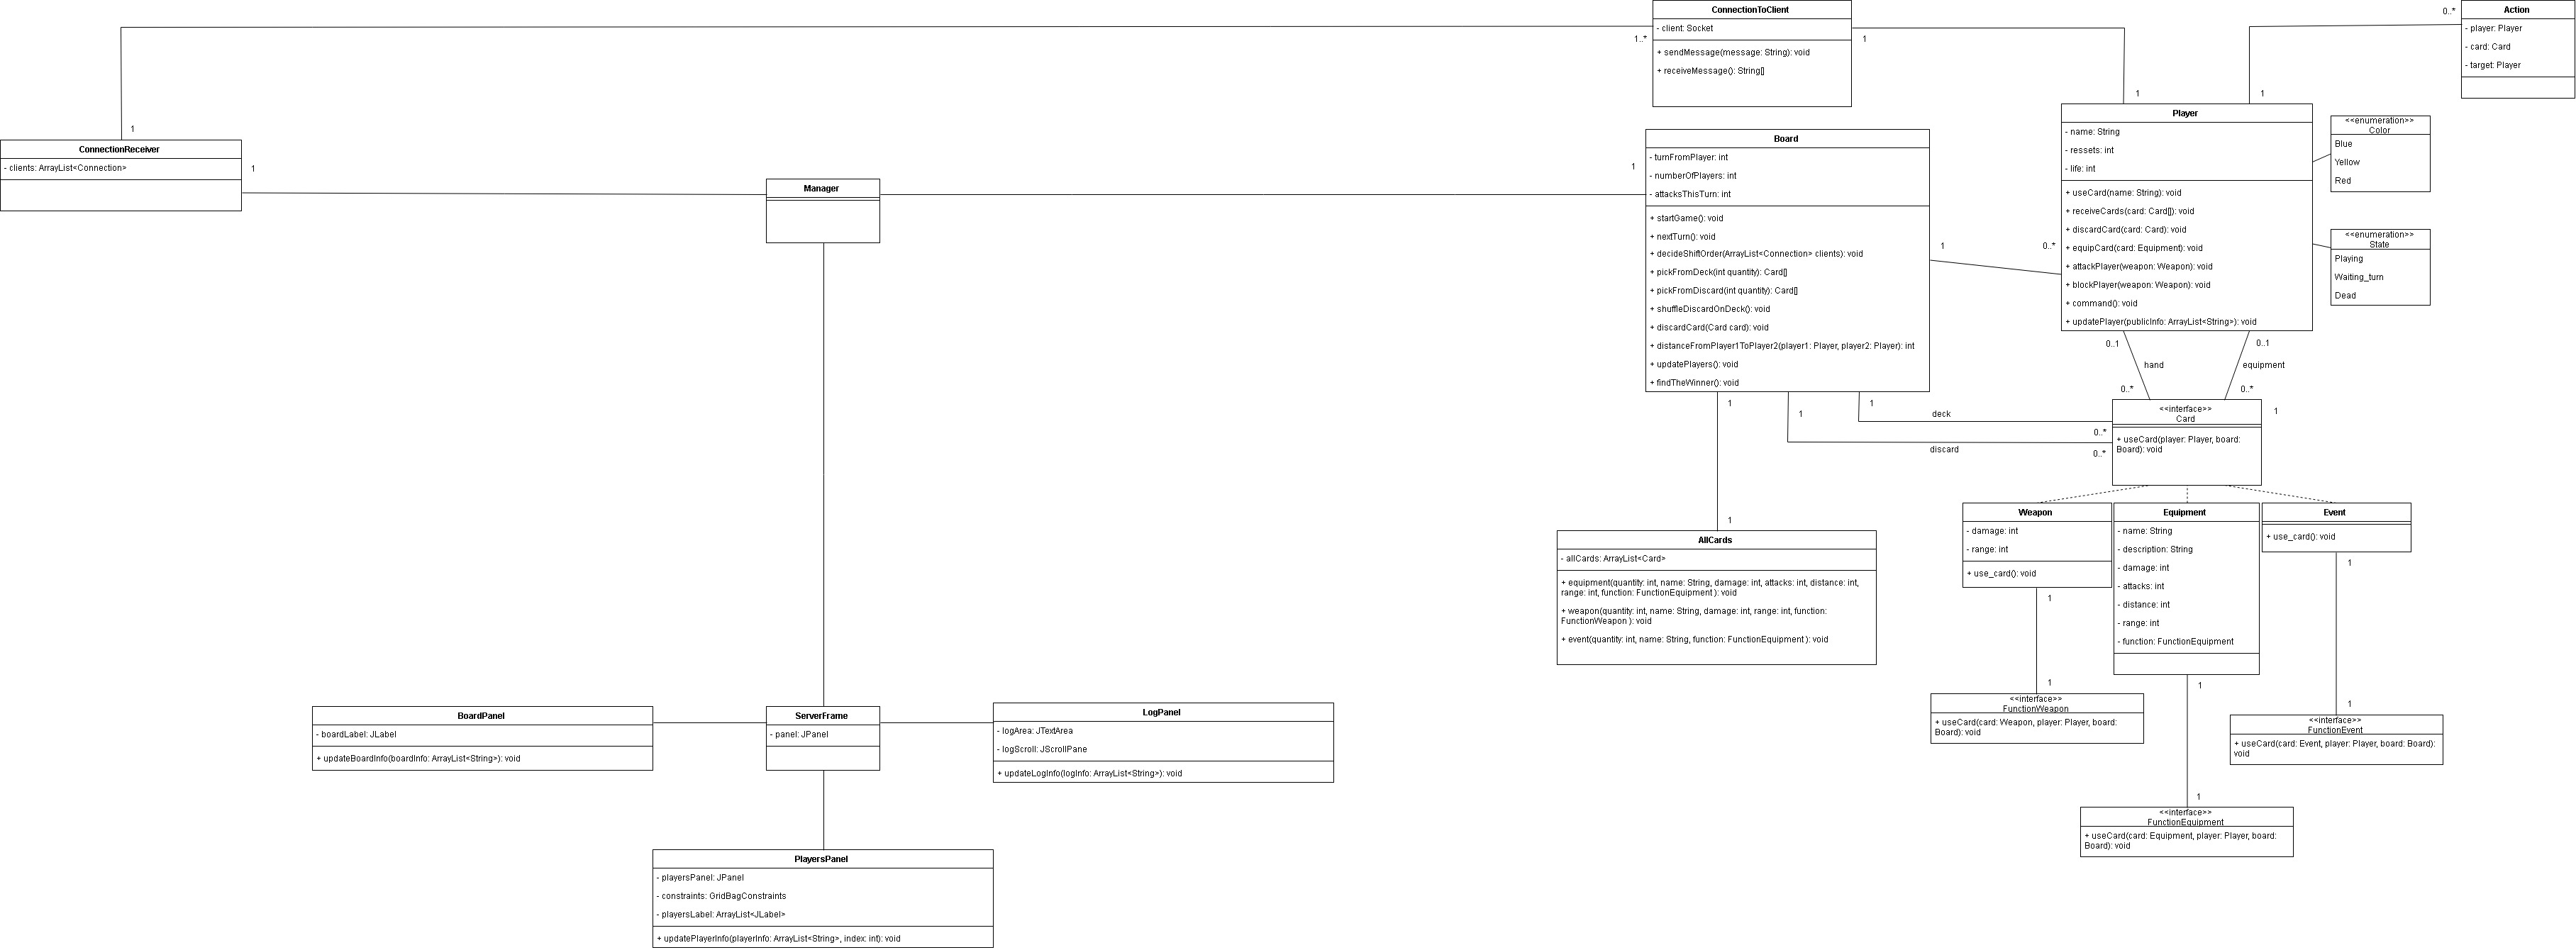 ConnectionToClient
- client: Socket
+ sendMessage(message: String): void
+ receiveMessage(): String[]
1..*
1
Action
- player: Player
- card: Card
- target: Player
0..*
1
1
1
ConnectionReceiver
- clients: ArrayList<Connection>
1
Manager
1
Board
- turnFromPlayer: int
- numberOfPlayers: int
- attacksThisTurn: int
+ startGame(): void
+ nextTurn(): void
+ decideShiftOrder(ArrayList<Connection> clients): void
+ pickFromDeck(int quantity): Card[]
+ pickFromDiscard(int quantity): Card[]
+ shuffleDiscardOnDeck(): void
+ discardCard(Card card): void
+ distanceFromPlayer1ToPlayer2(player1: Player, player2: Player): int
+ updatePlayers(): void
+ findTheWinner(): void
1
0..*
Player
- name: String
- ressets: int
- life: int
+ useCard(name: String): void
+ receiveCards(card: Card[]): void
+ discardCard(card: Card): void
+ equipCard(card: Equipment): void
+ attackPlayer(weapon: Weapon): void
+ blockPlayer(weapon: Weapon): void
+ command(): void
+ updatePlayer(publicInfo: ArrayList<String>): void
<<enumeration>>
Color
Blue
Yellow
Red
<<enumeration>>
State
Playing
Waiting_turn
Dead
0..1
0..1
hand
equipment
0..*
0..*
1
1
1
1
deck
0..*
discard
0..*
<<interface>>
Card
+ useCard(player: Player, board:
Board): void
1
AllCards
- allCards: ArrayList<Card>
+ equipment(quantity: int, name: String, damage: int, attacks: int, distance: int,
range: int, function: FunctionEquipment ): void
+ weapon(quantity: int, name: String, damage: int, range: int, function:
FunctionWeapon ): void
+ event(quantity: int, name: String, function: FunctionEquipment ): void
Weapon
- damage: int
- range: int
+ use_card(): void
Equipment
- name: String
- description: String
- damage: int
- attacks: int
- distance: int
- range: int
- function: FunctionEquipment
Event
+ use_card(): void
1
1
1
1
1
1
<<interface>>
FunctionWeapon
+ useCard(card: Weapon, player: Player, board:
Board): void
<<interface>>
FunctionEvent
+ useCard(card: Event, player: Player, board: Board):
void
<<interface>>
FunctionEquipment
+ useCard(card: Equipment, player: Player, board:
Board): void
BoardPanel
- boardLabel: JLabel
+ updateBoardInfo(boardInfo: ArrayList<String>): void
ServerFrame
- panel: JPanel
LogPanel
- logArea: JTextArea
- logScroll: JScrollPane
+ updateLogInfo(logInfo: ArrayList<String>): void
PlayersPanel
- playersPanel: JPanel
- constraints: GridBagConstraints
- playersLabel: ArrayList<JLabel>
+ updatePlayerInfo(playerInfo: ArrayList<String>, index: int): void